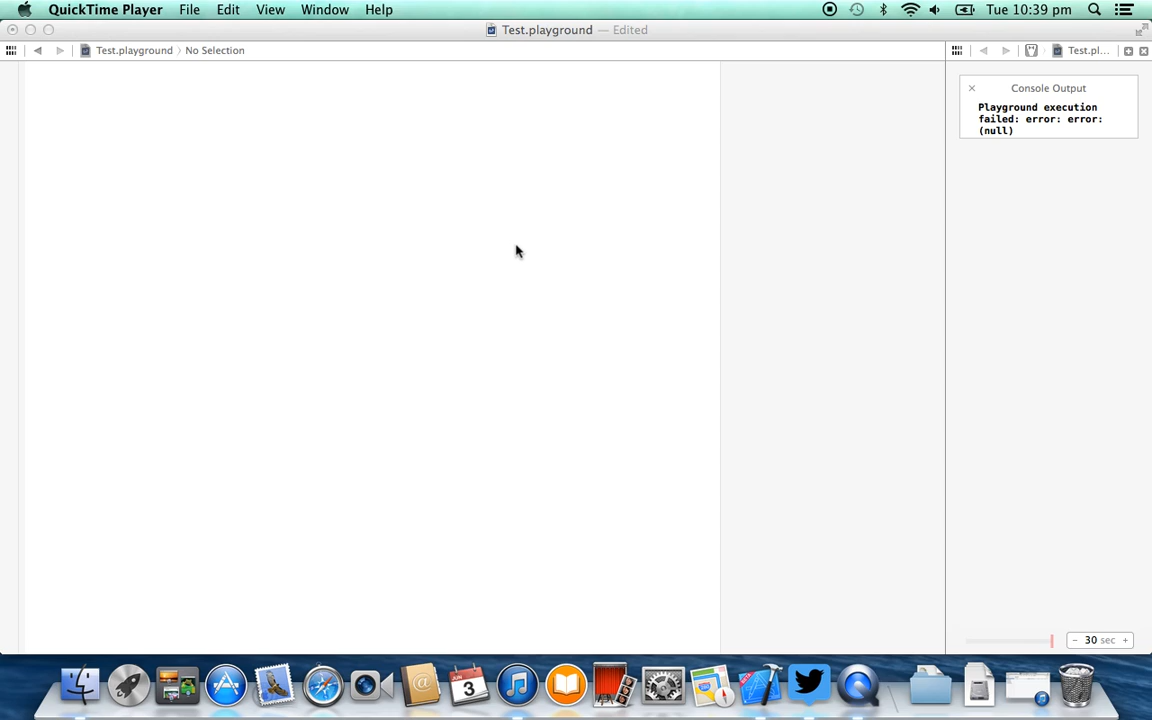 QuickTime Player File Edit View Window Help Tue 10:39 pm
Test.playground — Edited
Test.playground 〉 No Selection
Test.pl...
Console Output
Playground execution
failed: error: error:
(null)
− 30 sec +
JUN
3